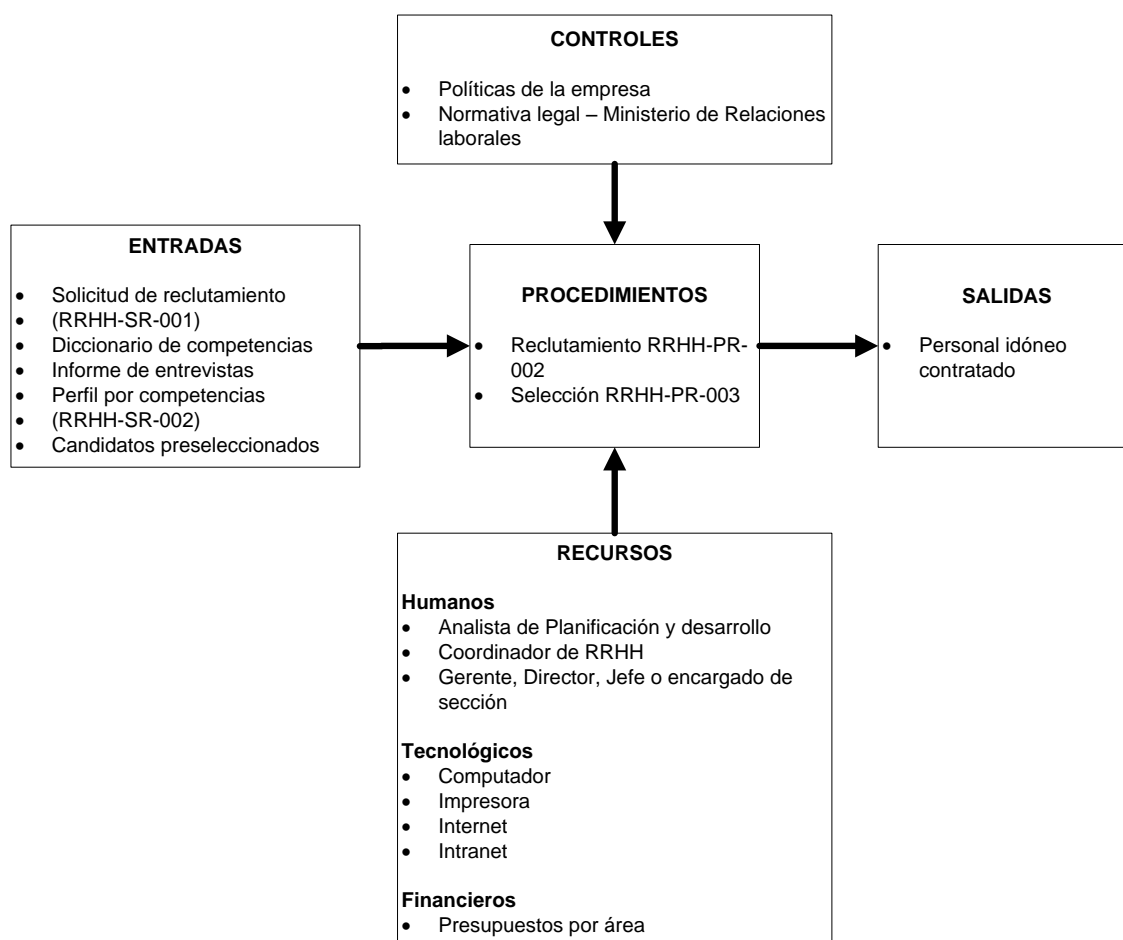 CONTROLES
• Políticas de la empresa
• Normativa legal – Ministerio de Relaciones
laborales
ENTRADAS
• Solicitud de reclutamiento
• (RRHH-SR-001)
• Diccionario de competencias
• Informe de entrevistas
• Perfil por competencias
• (RRHH-SR-002)
• Candidatos preseleccionados
PROCEDIMIENTOS
• Reclutamiento RRHH-PR-
002
• Selección RRHH-PR-003
SALIDAS
• Personal idóneo
contratado
RECURSOS
Humanos
• Analista de Planificación y desarrollo
• Coordinador de RRHH
• Gerente, Director, Jefe o encargado de
sección
Tecnológicos
• Computador
• Impresora
• Internet
• Intranet
Financieros
• Presupuestos por área